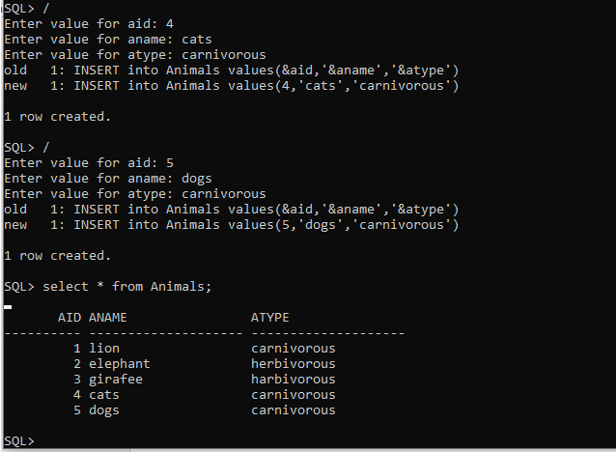 SQL> /
Enter value for aid: 4
Enter value for aname: cats
Enter value for atype: carnivorous
old   1: INSERT into Animals values(&aid,'&aname','&atype')
new   1: INSERT into Animals values(4,'cats','carnivorous')
1 row created.
SQL> /
Enter value for aid: 5
Enter value for aname: dogs
Enter value for atype: carnivorous
old   1: INSERT into Animals values(&aid,'&aname','&atype')
new   1: INSERT into Animals values(5,'dogs','carnivorous')
1 row created.
SQL> select * from Animals;
       AID ANAME                ATYPE
---------- -------------------- --------------------
         1 lion                 carnivorous
         2 elephant             herbivorous
         3 girafee              harbivorous
         4 cats                 carnivorous
         5 dogs                 carnivorous
SQL>